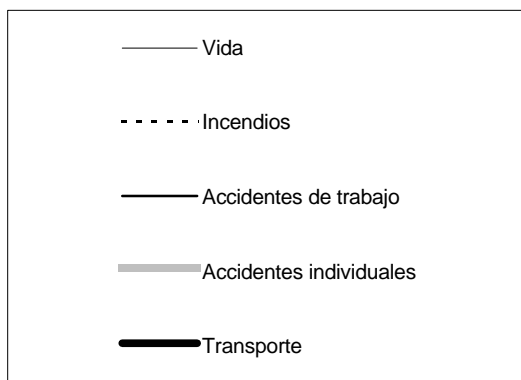 Vida
Incendios
Accidentes de trabajo
Accidentes individuales
Transporte